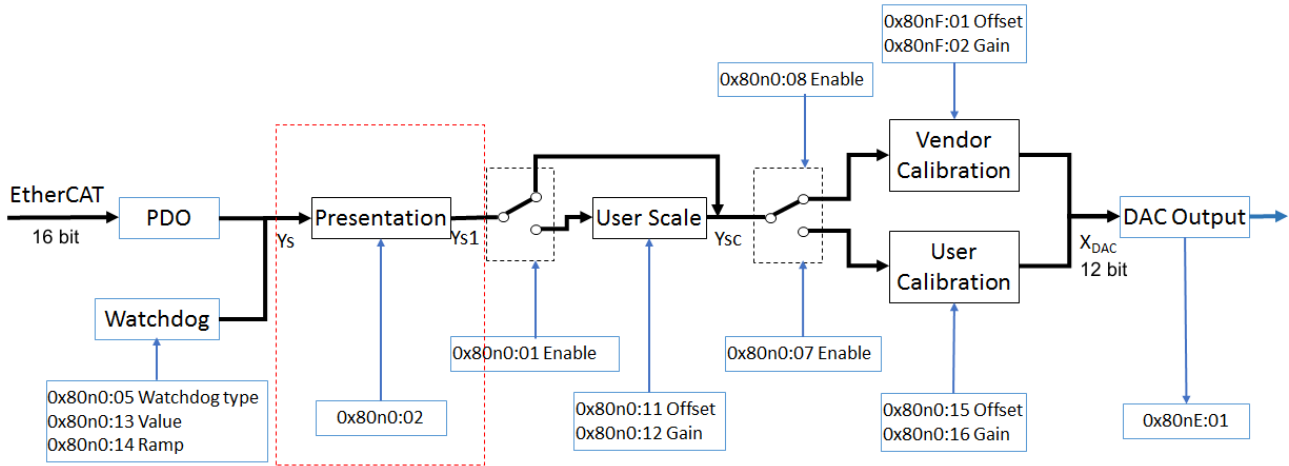 0x80nF:01 Offset
0x80nF:02 Gain
0x80n0:08 Enable
Vendor
Calibration
EtherCAT
16 bit
PDO
Ys
Presentation
Ys1
User Scale
Ysc
DAC Output
XDAC
12 bit
User
Calibration
Watchdog
0x80n0:01 Enable
0x80n0:07 Enable
0x80n0:05 Watchdog type
0x80n0:13 Value
0x80n0:14 Ramp
0x80n0:02
0x80n0:11 Offset
0x80n0:12 Gain
0x80n0:15 Offset
0x80n0:16 Gain
0x80nE:01